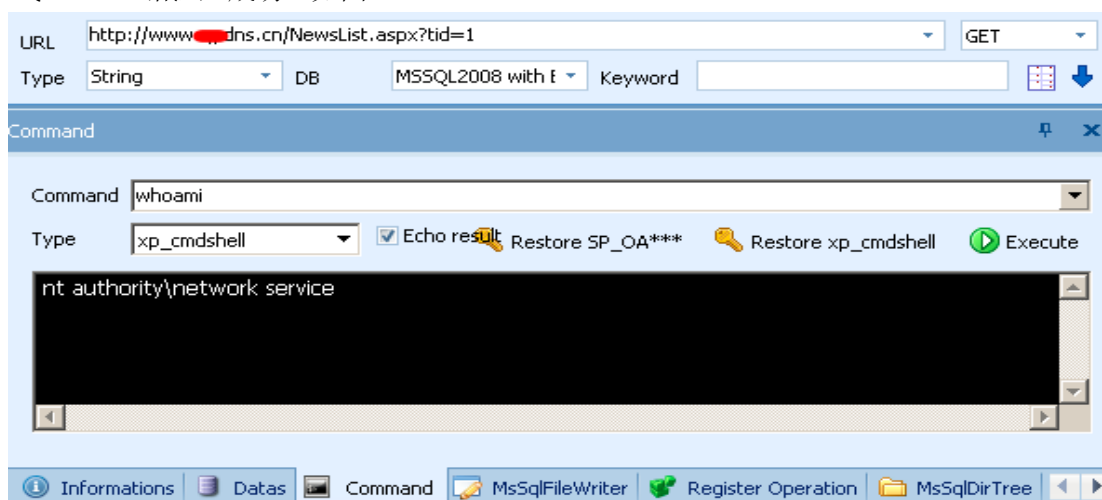 URL http://www dns.cn/NewsList.aspx?tid=1 GET
Type String DB MSSQL2008 with E Keyword
Command
Command whoami
Type xp_cmdshell Echo result Restore SP_OA*** Restore xp_cmdshell Execute
nt authority\network service
Informations Datas Command MsSqlFileWriter Register Operation MsSqlDirTree